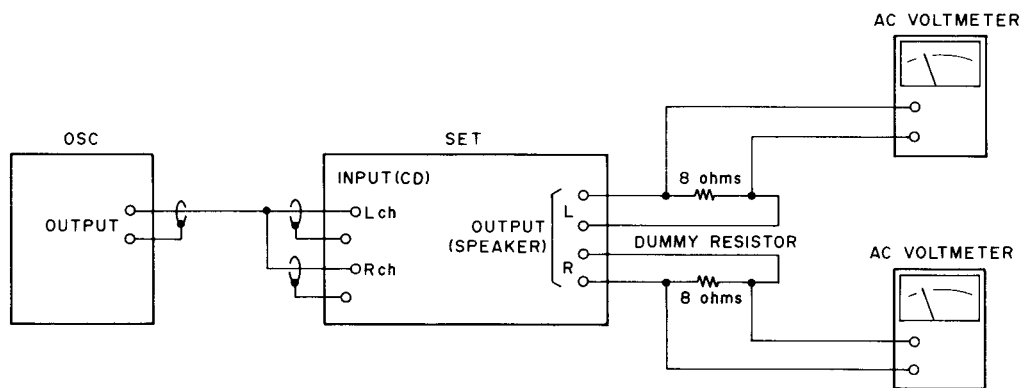 AC VOLTMETER
OSC
SET
INPUT(CD)
8 ohms
Lch
OUTPUT
OUTPUT
(SPEAKER)
L
DUMMY RESISTOR
AC VOLTMETER
Rch
R
8 ohms